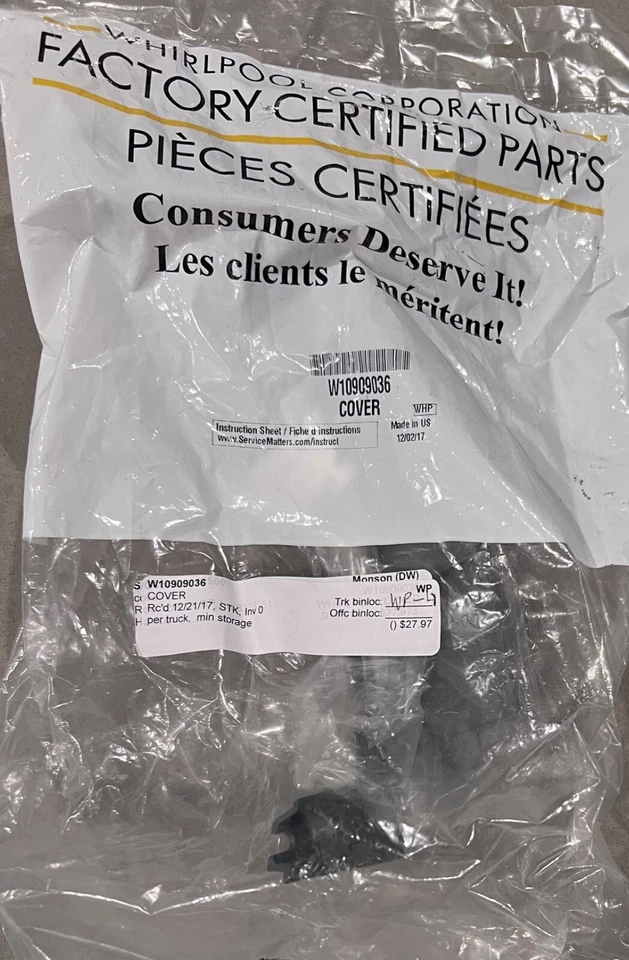 WHIRLPOOL CORPORATION
FACTORY CERTIFIED PARTS
PIÈCES CERTIFIÉES
Consumers Deserve It!
Les clients le méritent!
W10909036
COVER
WHP
Instruction Sheet / Fiche d'instructions
www.ServiceMatters.com/instruct
Made in US
12/02/17
W10909036
Monson (DW)
COVER
WP
Rc'd 12/21/17, STK, Inv 0
Trk binloc: WP-4
per truck, min storage
Offc binloc:
() $27.97